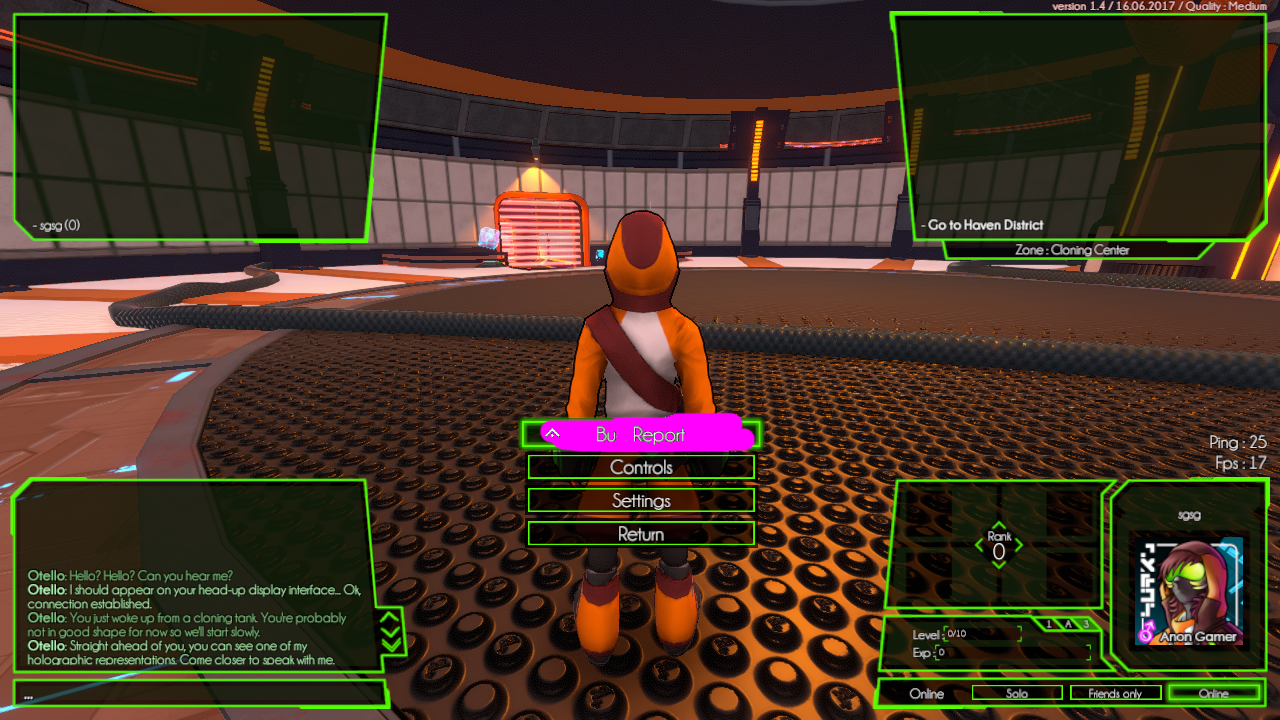 version 1.4 / 16.06.2017 / Quality : Medium
- sgsg (0)
- Go to Haven District
Zone : Cloning Center
Bu Report
Controls
Settings
Return
Ping : 25
Fps : 17
Otello: Hello? Hello? Can you hear me?
Otello: I should appear on your head-up display interface... Ok,
connection established.
Otello: You just woke up from a cloning tank. You're probably
not in good shape for now so we'll start slowly.
Otello: Straight ahead of you, you can see one of my
holographic representations. Come closer to speak with me.
...
Rank
0
sgsg
Anon Gamer
1 A 3
Level : 0/10
Exp : 0
Online Solo Friends only Online